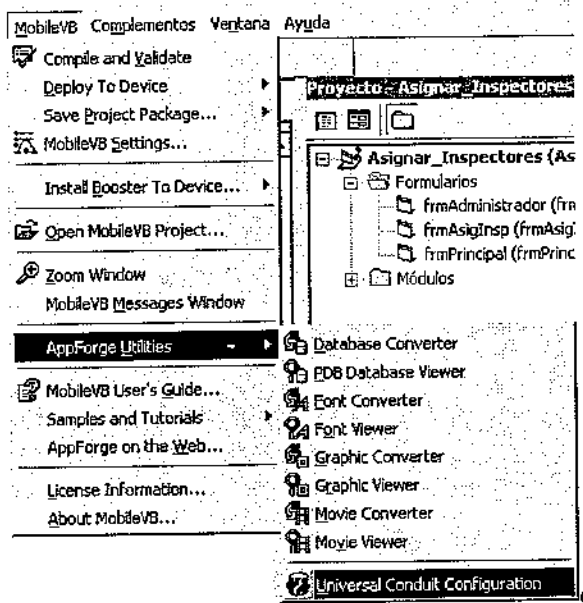 MobileVB Complementos Ventana Ayuda
Compile and Validate
Deploy To Device
Save Project Package...
MobileVB Settings...
Install Booster To Device...
Open MobileVB Project...
Zoom Window
MobileVB Messages Window
AppForge Utilities
MobileVB User's Guide...
Samples and Tutorials
AppForge on the Web...
License Information...
About MobileVB...
Proyecto - Asignar_Inspectores
Asignar_Inspectores (As
Formularios
frmAdministrador (frm
frmAsigInsp (frmAsig
frmPrincipal (frmPrinc
Módulos
Database Converter
PDB Database Viewer
Font Converter
Font Viewer
Graphic Converter
Graphic Viewer
Movie Converter
Movie Viewer
Universal Conduit Configuration